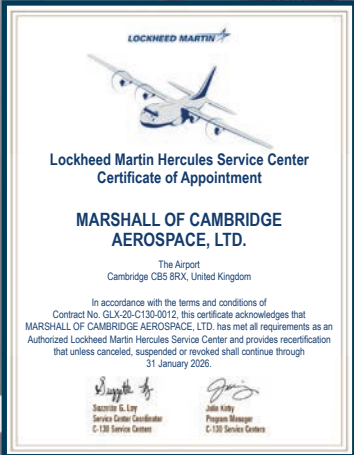 LOCKHEED MARTIN
Lockheed Martin Hercules Service Center
Certificate of Appointment
MARSHALL OF CAMBRIDGE
AEROSPACE, LTD.
The Airport
Cambridge CB5 8RX, United Kingdom
In accordance with the terms and conditions of
Contract No. GLX-20-C130-0012, this certificate acknowledges that
MARSHALL OF CAMBRIDGE AEROSPACE, LTD. has met all requirements as an
Authorized Lockheed Martin Hercules Service Center and provides recertification
that unless canceled, suspended or revoked shall continue through
31 January 2026.
Suzzette G. Loy
Service Center Coordinator
C-130 Service Centers
John Kirby
Program Manager
C-130 Service Centers